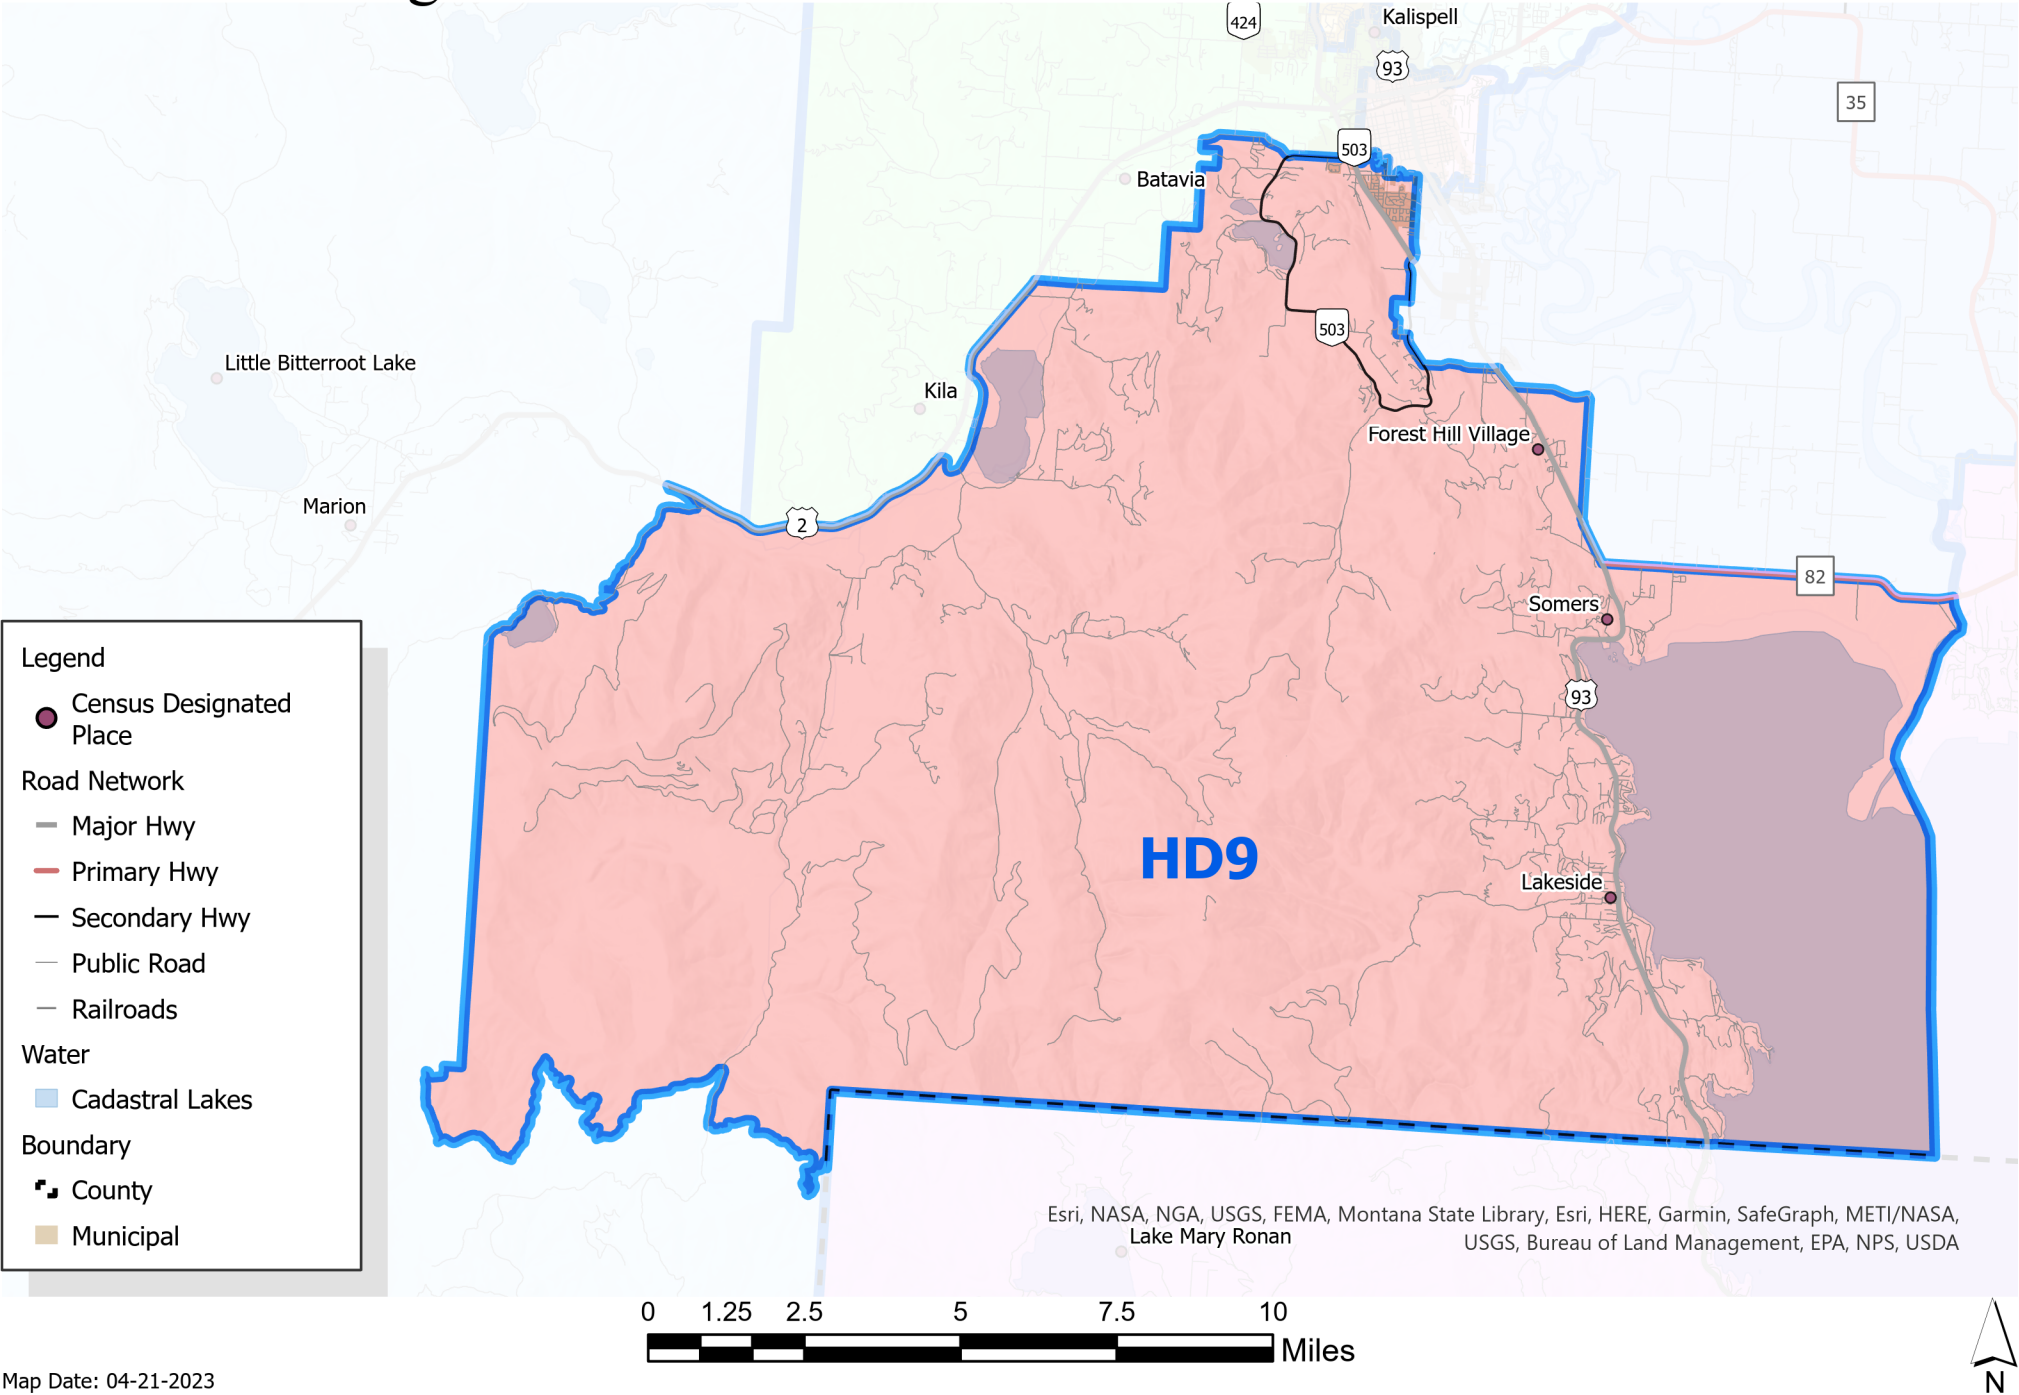 Kalispell
424
93
35
503
Batavia
503
Little Bitterroot Lake
Kila
Forest Hill Village
Marion
2
82
Somers
93
HD9
Lakeside
Legend
Census Designated
Place
Road Network
Major Hwy
Primary Hwy
Secondary Hwy
Public Road
Railroads
Water
Cadastral Lakes
Boundary
County
Municipal
Esri, NASA, NGA, USGS, FEMA, Montana State Library, Esri, HERE, Garmin, SafeGraph, METI/NASA,
USGS, Bureau of Land Management, EPA, NPS, USDA
Lake Mary Ronan
0 1.25 2.5 5 7.5 10
Miles
N
Map Date: 04-21-2023